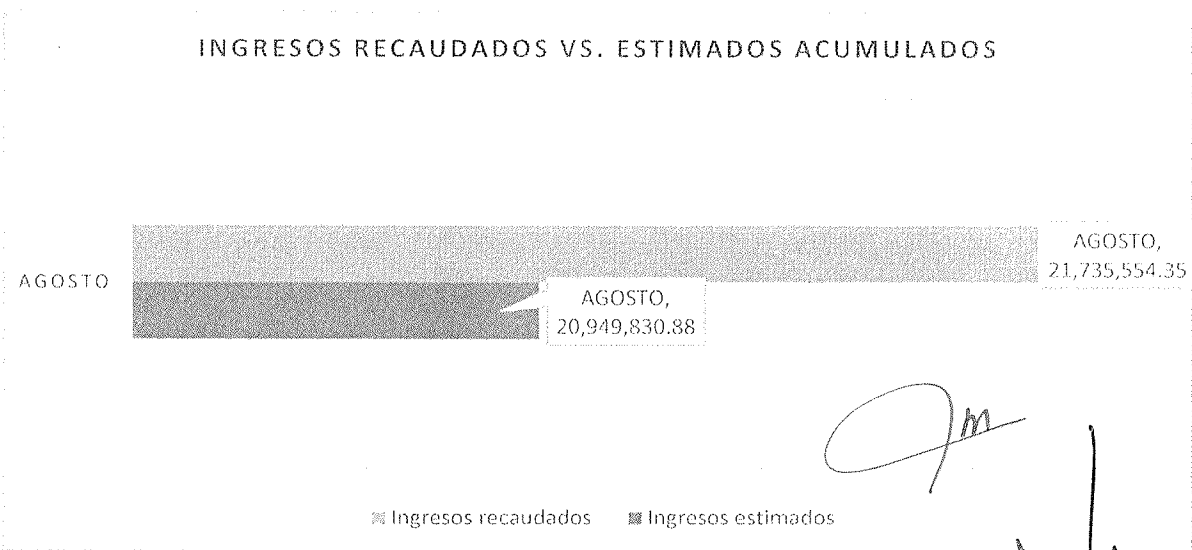 INGRESOS RECAUDADOS VS. ESTIMADOS ACUMULADOS
AGOSTO
AGOSTO,
21,735,554.35
AGOSTO,
20,949,830.88
Ingresos recaudados
Ingresos estimados